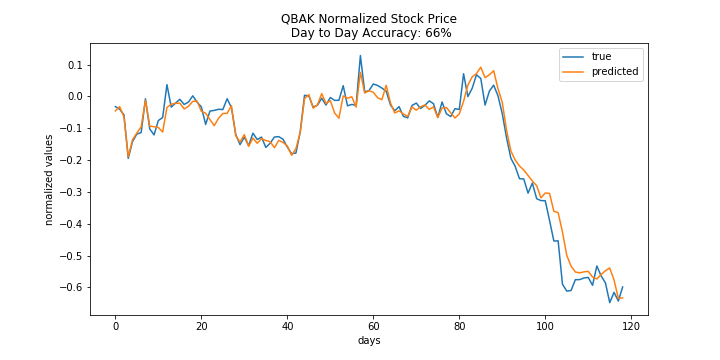 QBAK Normalized Stock Price
Day to Day Accuracy: 66%
true
predicted
normalized values
0.1
0.0
−0.1
−0.2
−0.3
−0.4
−0.5
−0.6
0 20 40 60 80 100 120
days